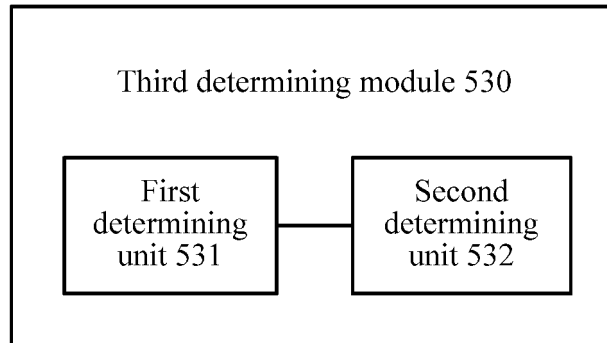 Third determining module 530
First
determining
unit 531
Second
determining
unit 532